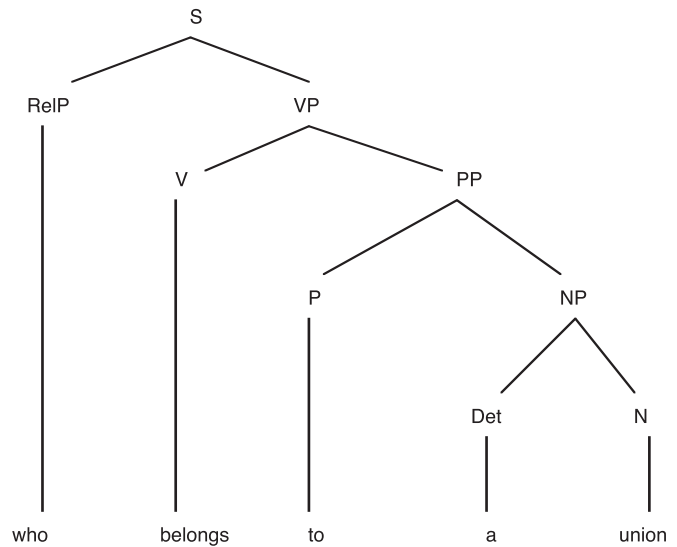 S
RelP VP
V PP
P NP
Det N
who belongs to a union